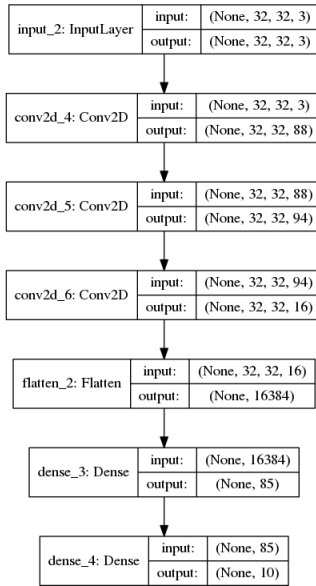 input_2: InputLayer
input: (None, 32, 32, 3)
output: (None, 32, 32, 3)
conv2d_4: Conv2D
input: (None, 32, 32, 3)
output: (None, 32, 32, 88)
conv2d_5: Conv2D
input: (None, 32, 32, 88)
output: (None, 32, 32, 94)
conv2d_6: Conv2D
input: (None, 32, 32, 94)
output: (None, 32, 32, 16)
flatten_2: Flatten
input: (None, 32, 32, 16)
output: (None, 16384)
dense_3: Dense
input: (None, 16384)
output: (None, 85)
dense_4: Dense
input: (None, 85)
output: (None, 10)